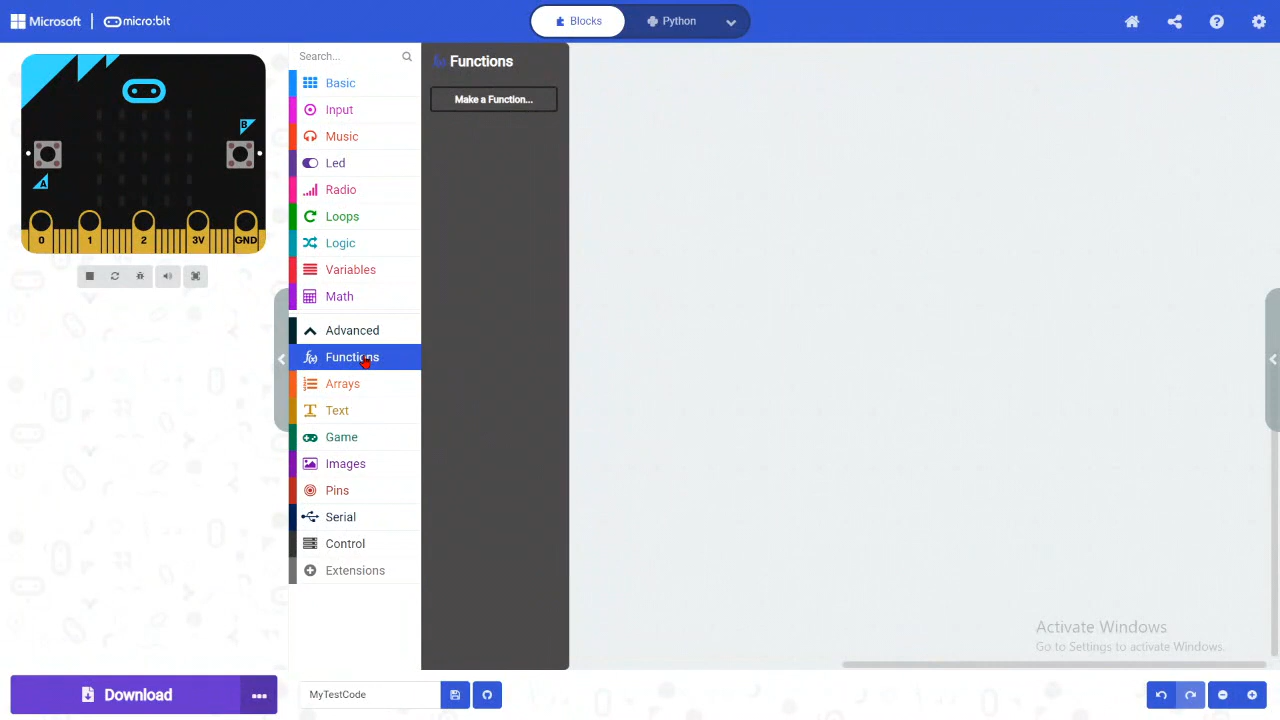 Microsoft
micro:bit
Blocks
Python
B
A
0
1
2
3V
GND
Search...
Basic
Input
Music
Led
Radio
Loops
Logic
Variables
Math
Advanced
Functions
Arrays
Text
Game
Images
Pins
Serial
Control
Extensions
Functions
Make a Function...
Activate Windows
Go to Settings to activate Windows.
Download
MyTestCode